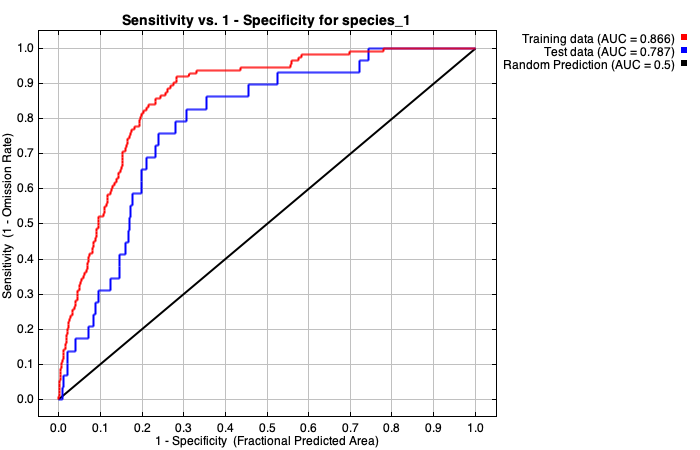 Sensitivity vs. 1 - Specificity for species_1
Training data (AUC = 0.866)
Test data (AUC = 0.787)
Random Prediction (AUC = 0.5)
Sensitivity (1 - Omission Rate)
1.0
0.9
0.8
0.7
0.6
0.5
0.4
0.3
0.2
0.1
0.0
0.0 0.1 0.2 0.3 0.4 0.5 0.6 0.7 0.8 0.9 1.0
1 - Specificity (Fractional Predicted Area)